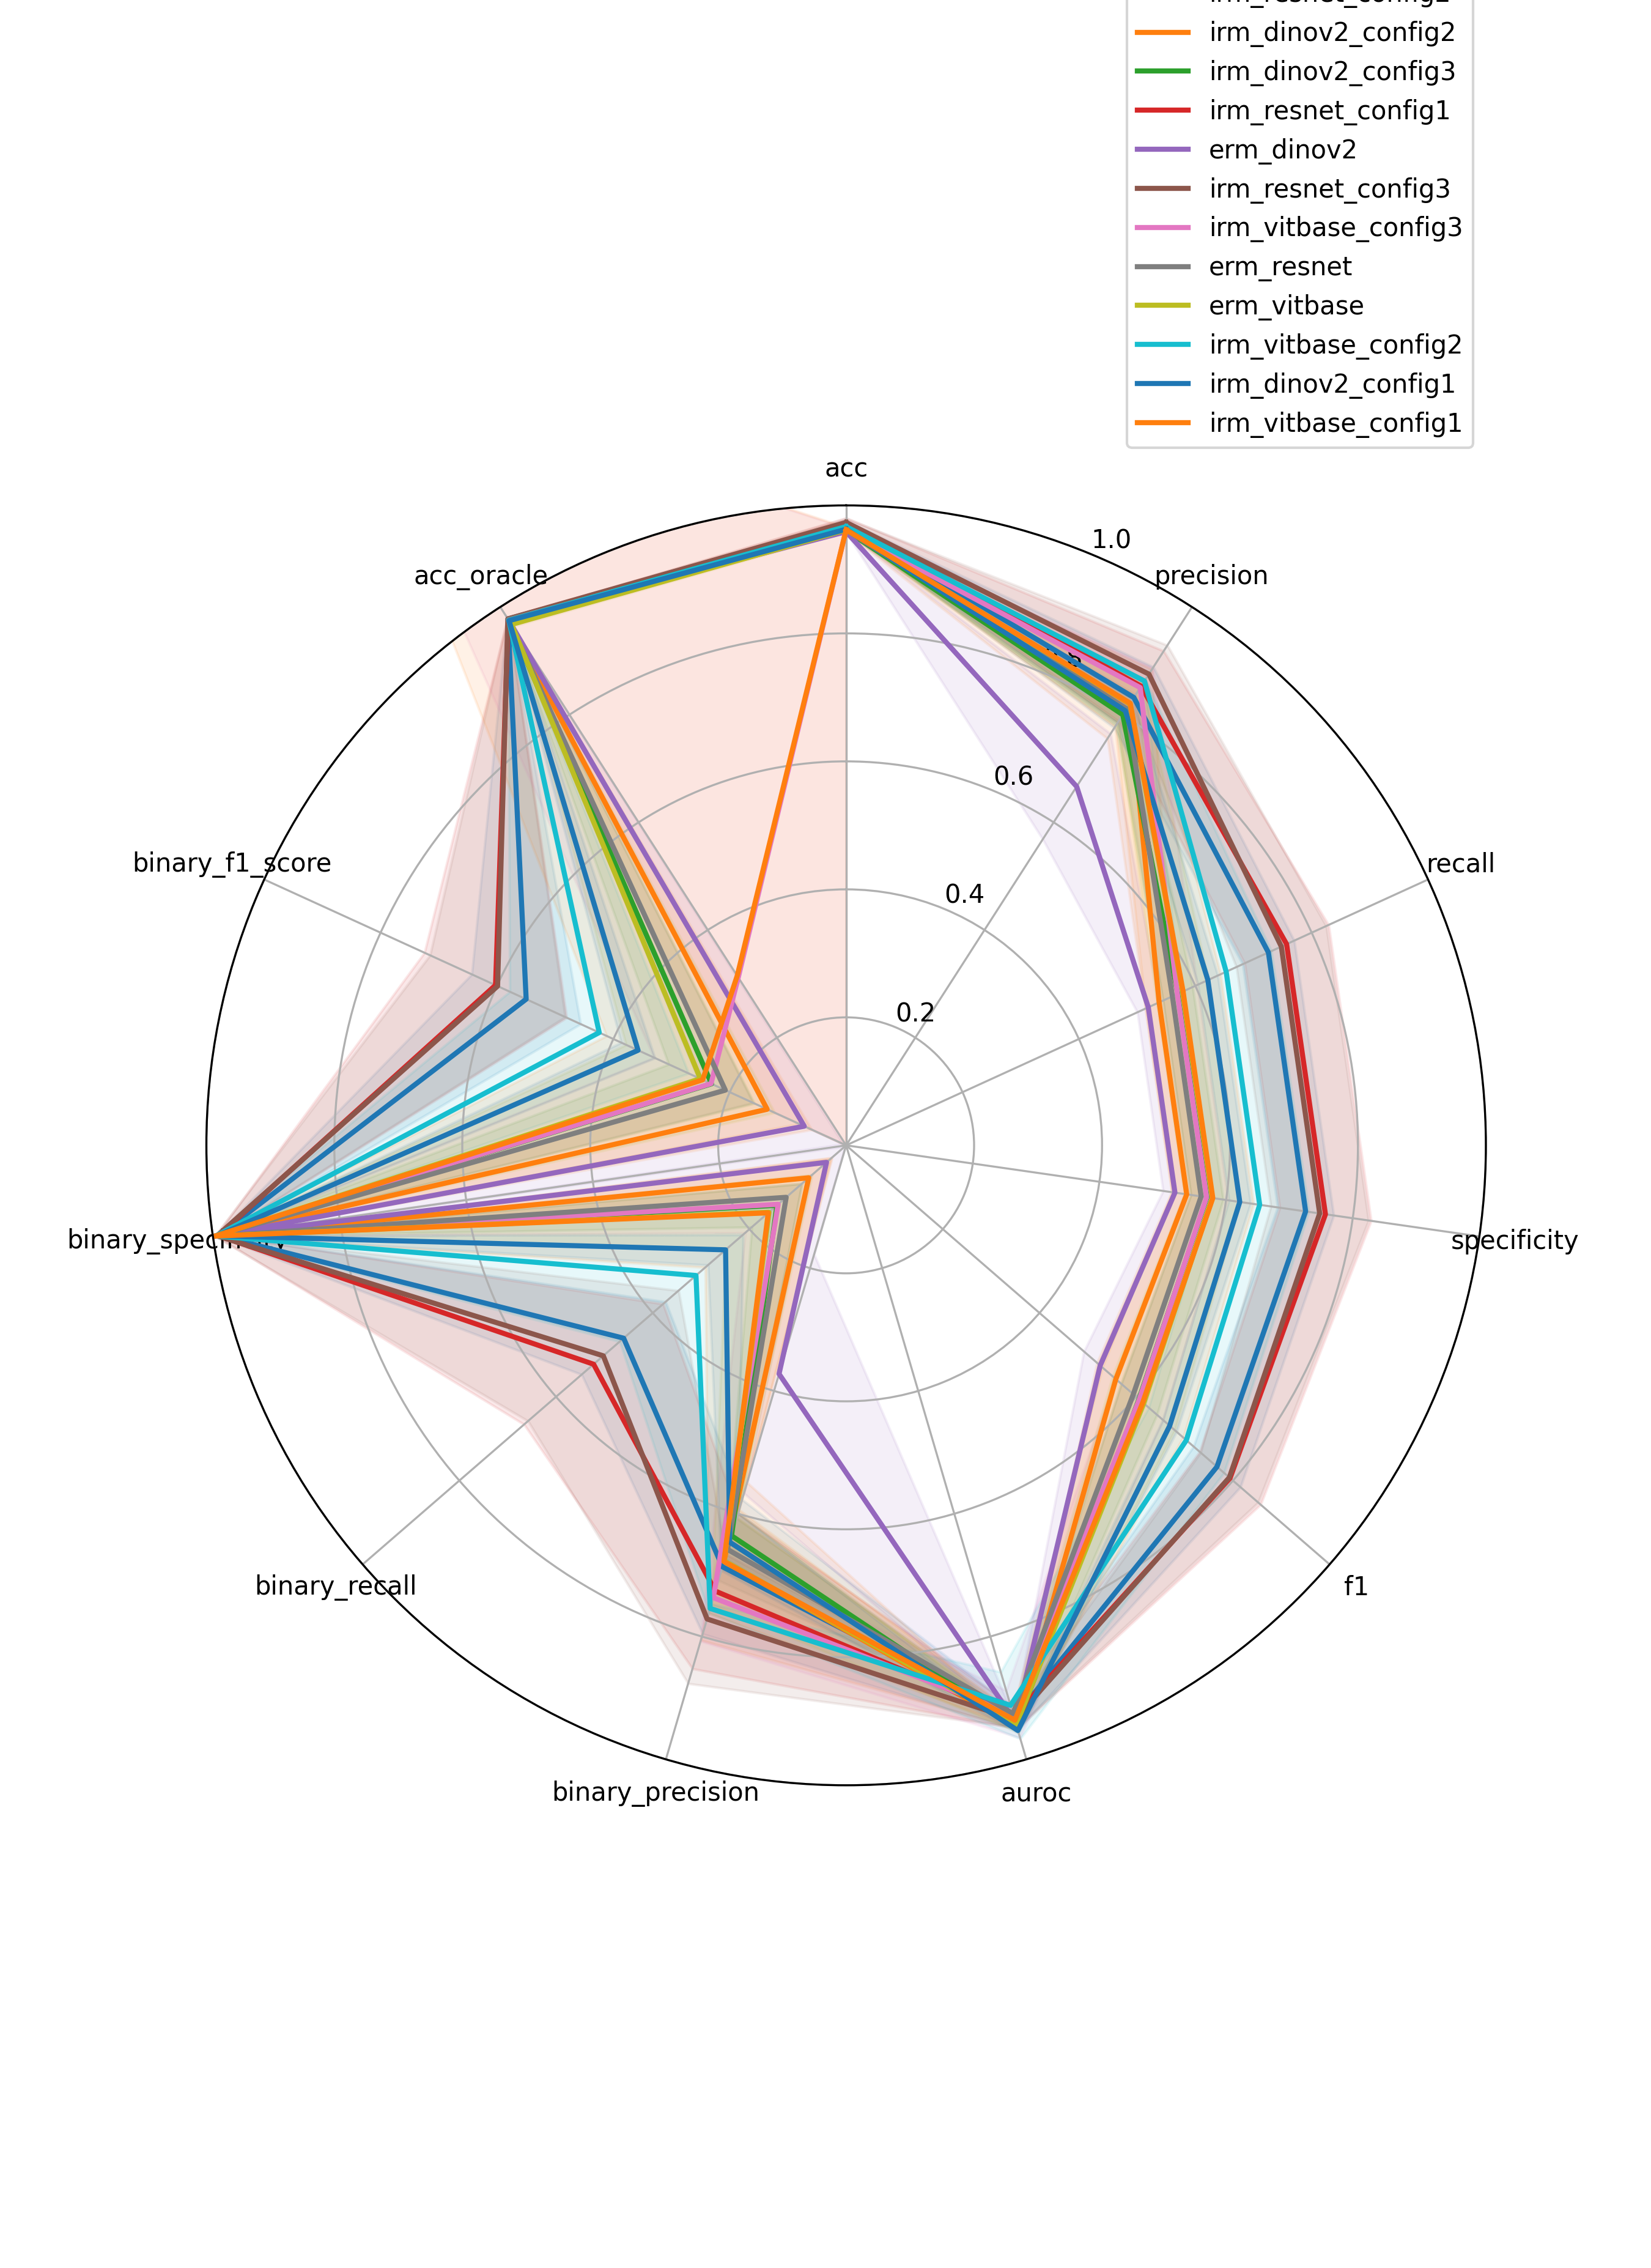 irm_dinov2_config2
irm_dinov2_config3
irm_resnet_config1
erm_dinov2
irm_resnet_config3
irm_vitbase_config3
erm_resnet
erm_vitbase
irm_vitbase_config2
irm_dinov2_config1
irm_vitbase_config1
acc
1.0
acc_oracle
precision
0.6
binary_f1_score
recall
0.4
0.2
specificity
f1
binary_recall
binary_precision
auroc